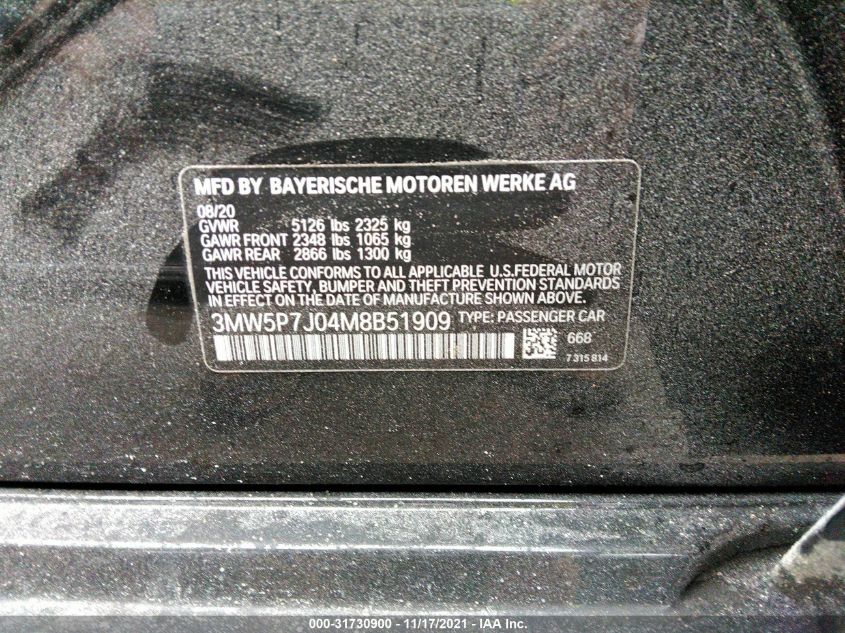 MFD BY BAYERISCHE MOTOREN WERKE AG
08/20
GVWR 5126 lbs 2325 kg
GAWR FRONT 2348 lbs 1065 kg
GAWR REAR 2866 lbs 1300 kg
THIS VEHICLE CONFORMS TO ALL APPLICABLE U.S.FEDERAL MOTOR
VEHICLE SAFETY, BUMPER AND THEFT PREVENTION STANDARDS
IN EFFECT ON THE DATE OF MANUFACTURE SHOWN ABOVE.
3MW5P7J04M8B51909 TYPE: PASSENGER CAR
668
7 315 814
000-31730900 - 11/17/2021 - IAA Inc.